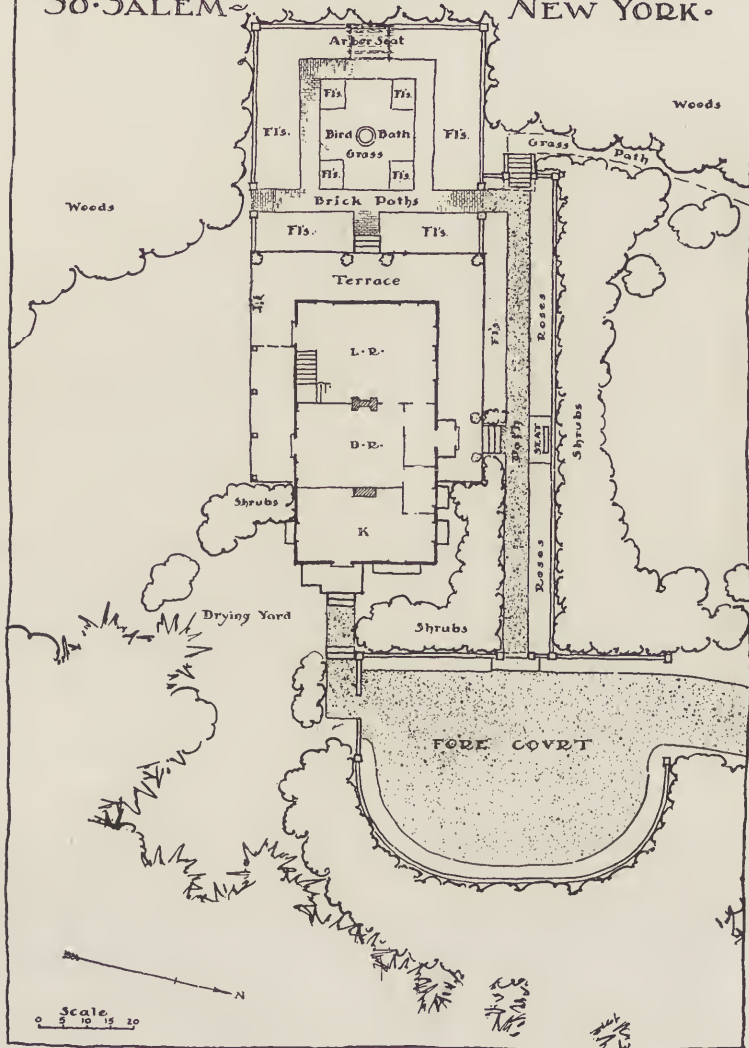 SO·SALEM~ NEW YORK·
Arbor Seat
Woods
Fl's. Fl's.
Fl's. Bird Bath Fl's.
Grass
Grass Path
Fl's. Fl's.
Woods
Brick Paths
Fl's. Fl's.
Terrace
Roses
Fl's.
L·R·
Shrubs
SEAT
Path
D·R·
Shrubs
K
Roses
Drying Yard
Shrubs
FORE COVRT
N
Scale
0 5 10 15 20